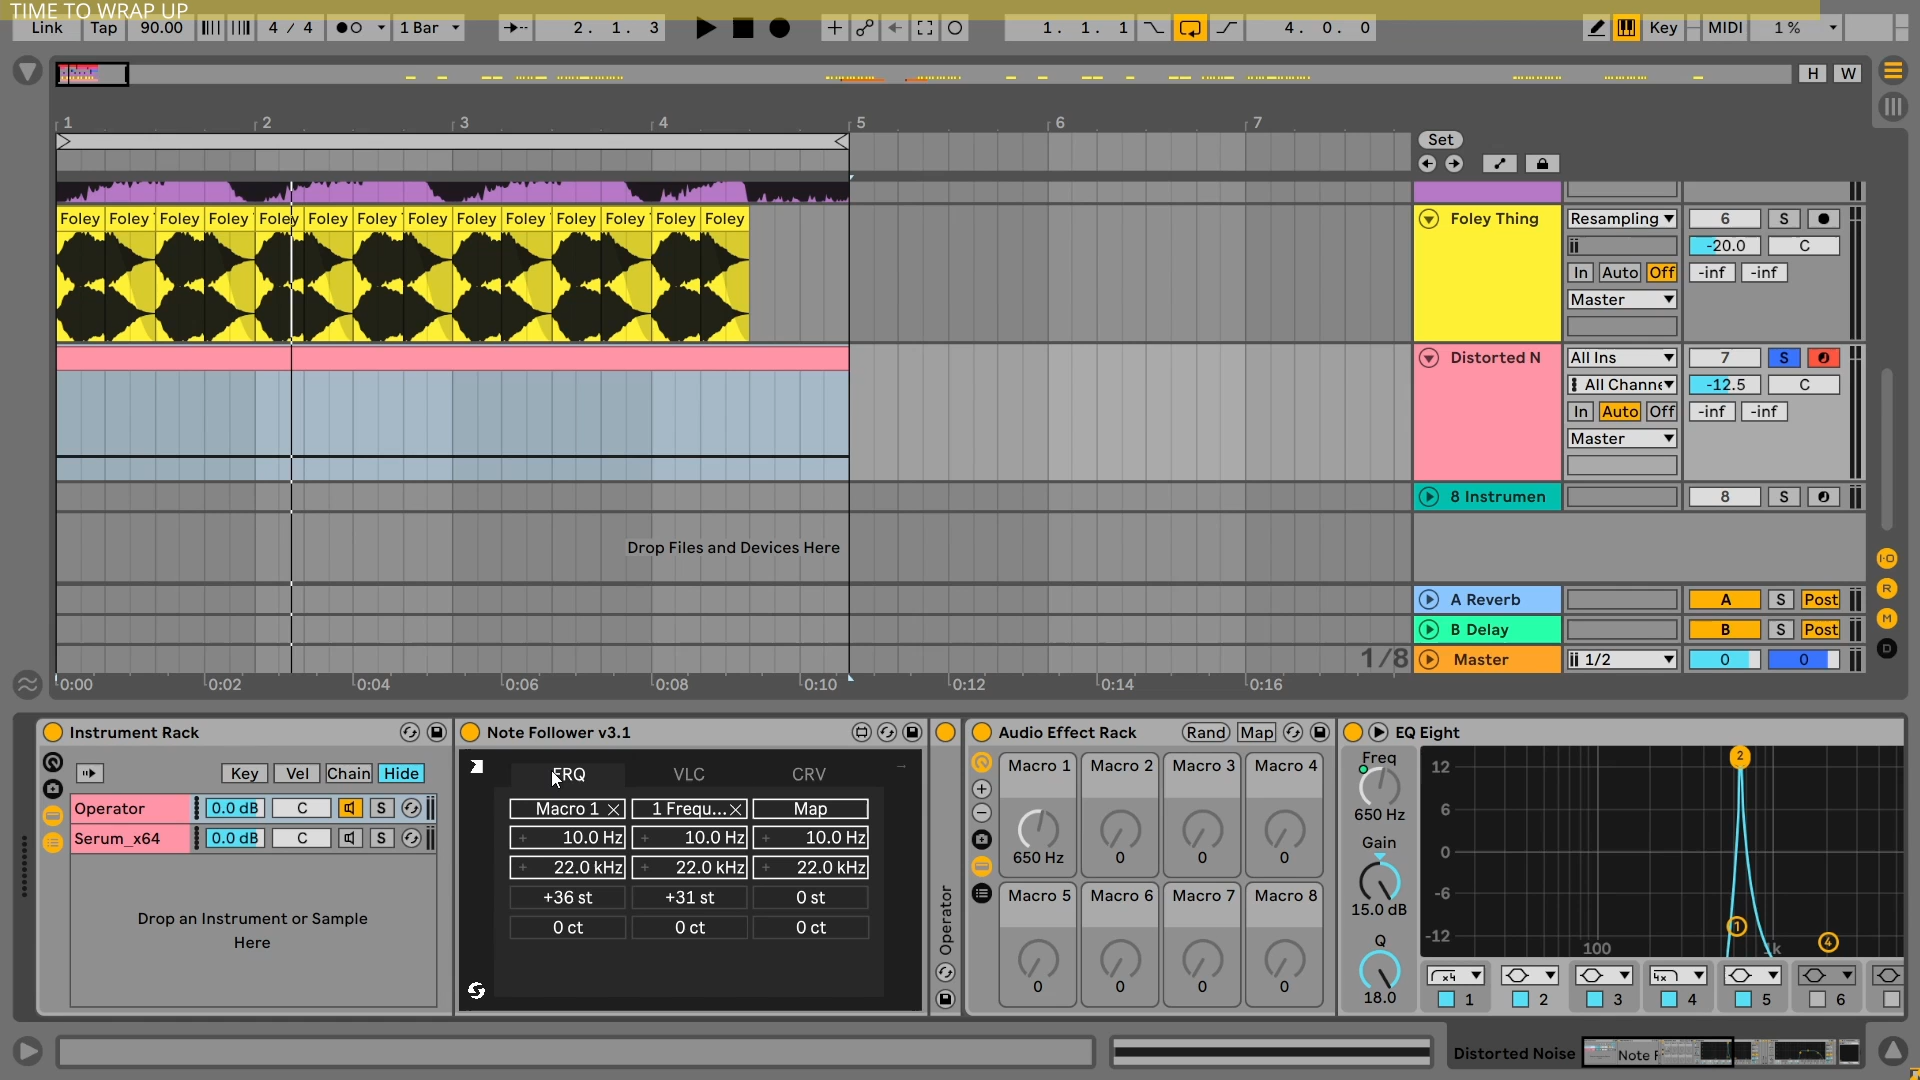 TIME TO WRAP UP
Link Tap 90.00 4 / 4 1 Bar 2. 1. 3 1. 1. 1 4. 0. 0 Key MIDI 1 %
H W
1 2 3 4 5 6 7
Set
Foley Foley Foley Foley Foley Foley Foley Foley Foley Foley Foley Foley Foley Foley
Foley Thing Resampling 6 S
-20.0 C
In Auto Off -inf -inf
Master
Distorted N All Ins 7 S
All Channe -12.5 C
In Auto Off -inf -inf
Master
8 Instrumen 8 S
Drop Files and Devices Here
A Reverb A S Post
B Delay B S Post
1/8 Master 1/2 0 0
0:00 0:02 0:04 0:06 0:08 0:10 0:12 0:14 0:16
I·O
R
M
D
Instrument Rack
Key Vel Chain Hide
Operator 0.0 dB C S
Serum_x64 0.0 dB C S
Drop an Instrument or Sample
Here
Note Follower v3.1
FRQ VLC CRV
Macro 1 1 Frequ... Map
10.0 Hz 10.0 Hz 10.0 Hz
22.0 kHz 22.0 kHz 22.0 kHz
+36 st +31 st 0 st
0 ct 0 ct 0 ct
Operator
Audio Effect Rack Rand Map
Macro 1 Macro 2 Macro 3 Macro 4
650 Hz 0 0 0
Macro 5 Macro 6 Macro 7 Macro 8
0 0 0 0
EQ Eight
Freq
650 Hz
Gain
15.0 dB
Q
18.0
12
6
0
-6
-12
100 1k
2
1
4
x4 4x
1 2 3 4 5 6
Distorted Noise Note F